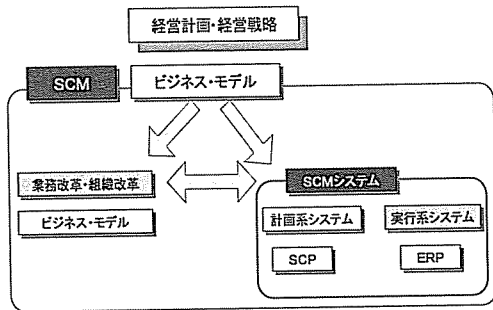 経営計画・経営戦略
SCM
ビジネス・モデル
業務改革・組織改革
SCMシステム
ビジネス・モデル
計画系システム
実行系システム
SCP
ERP